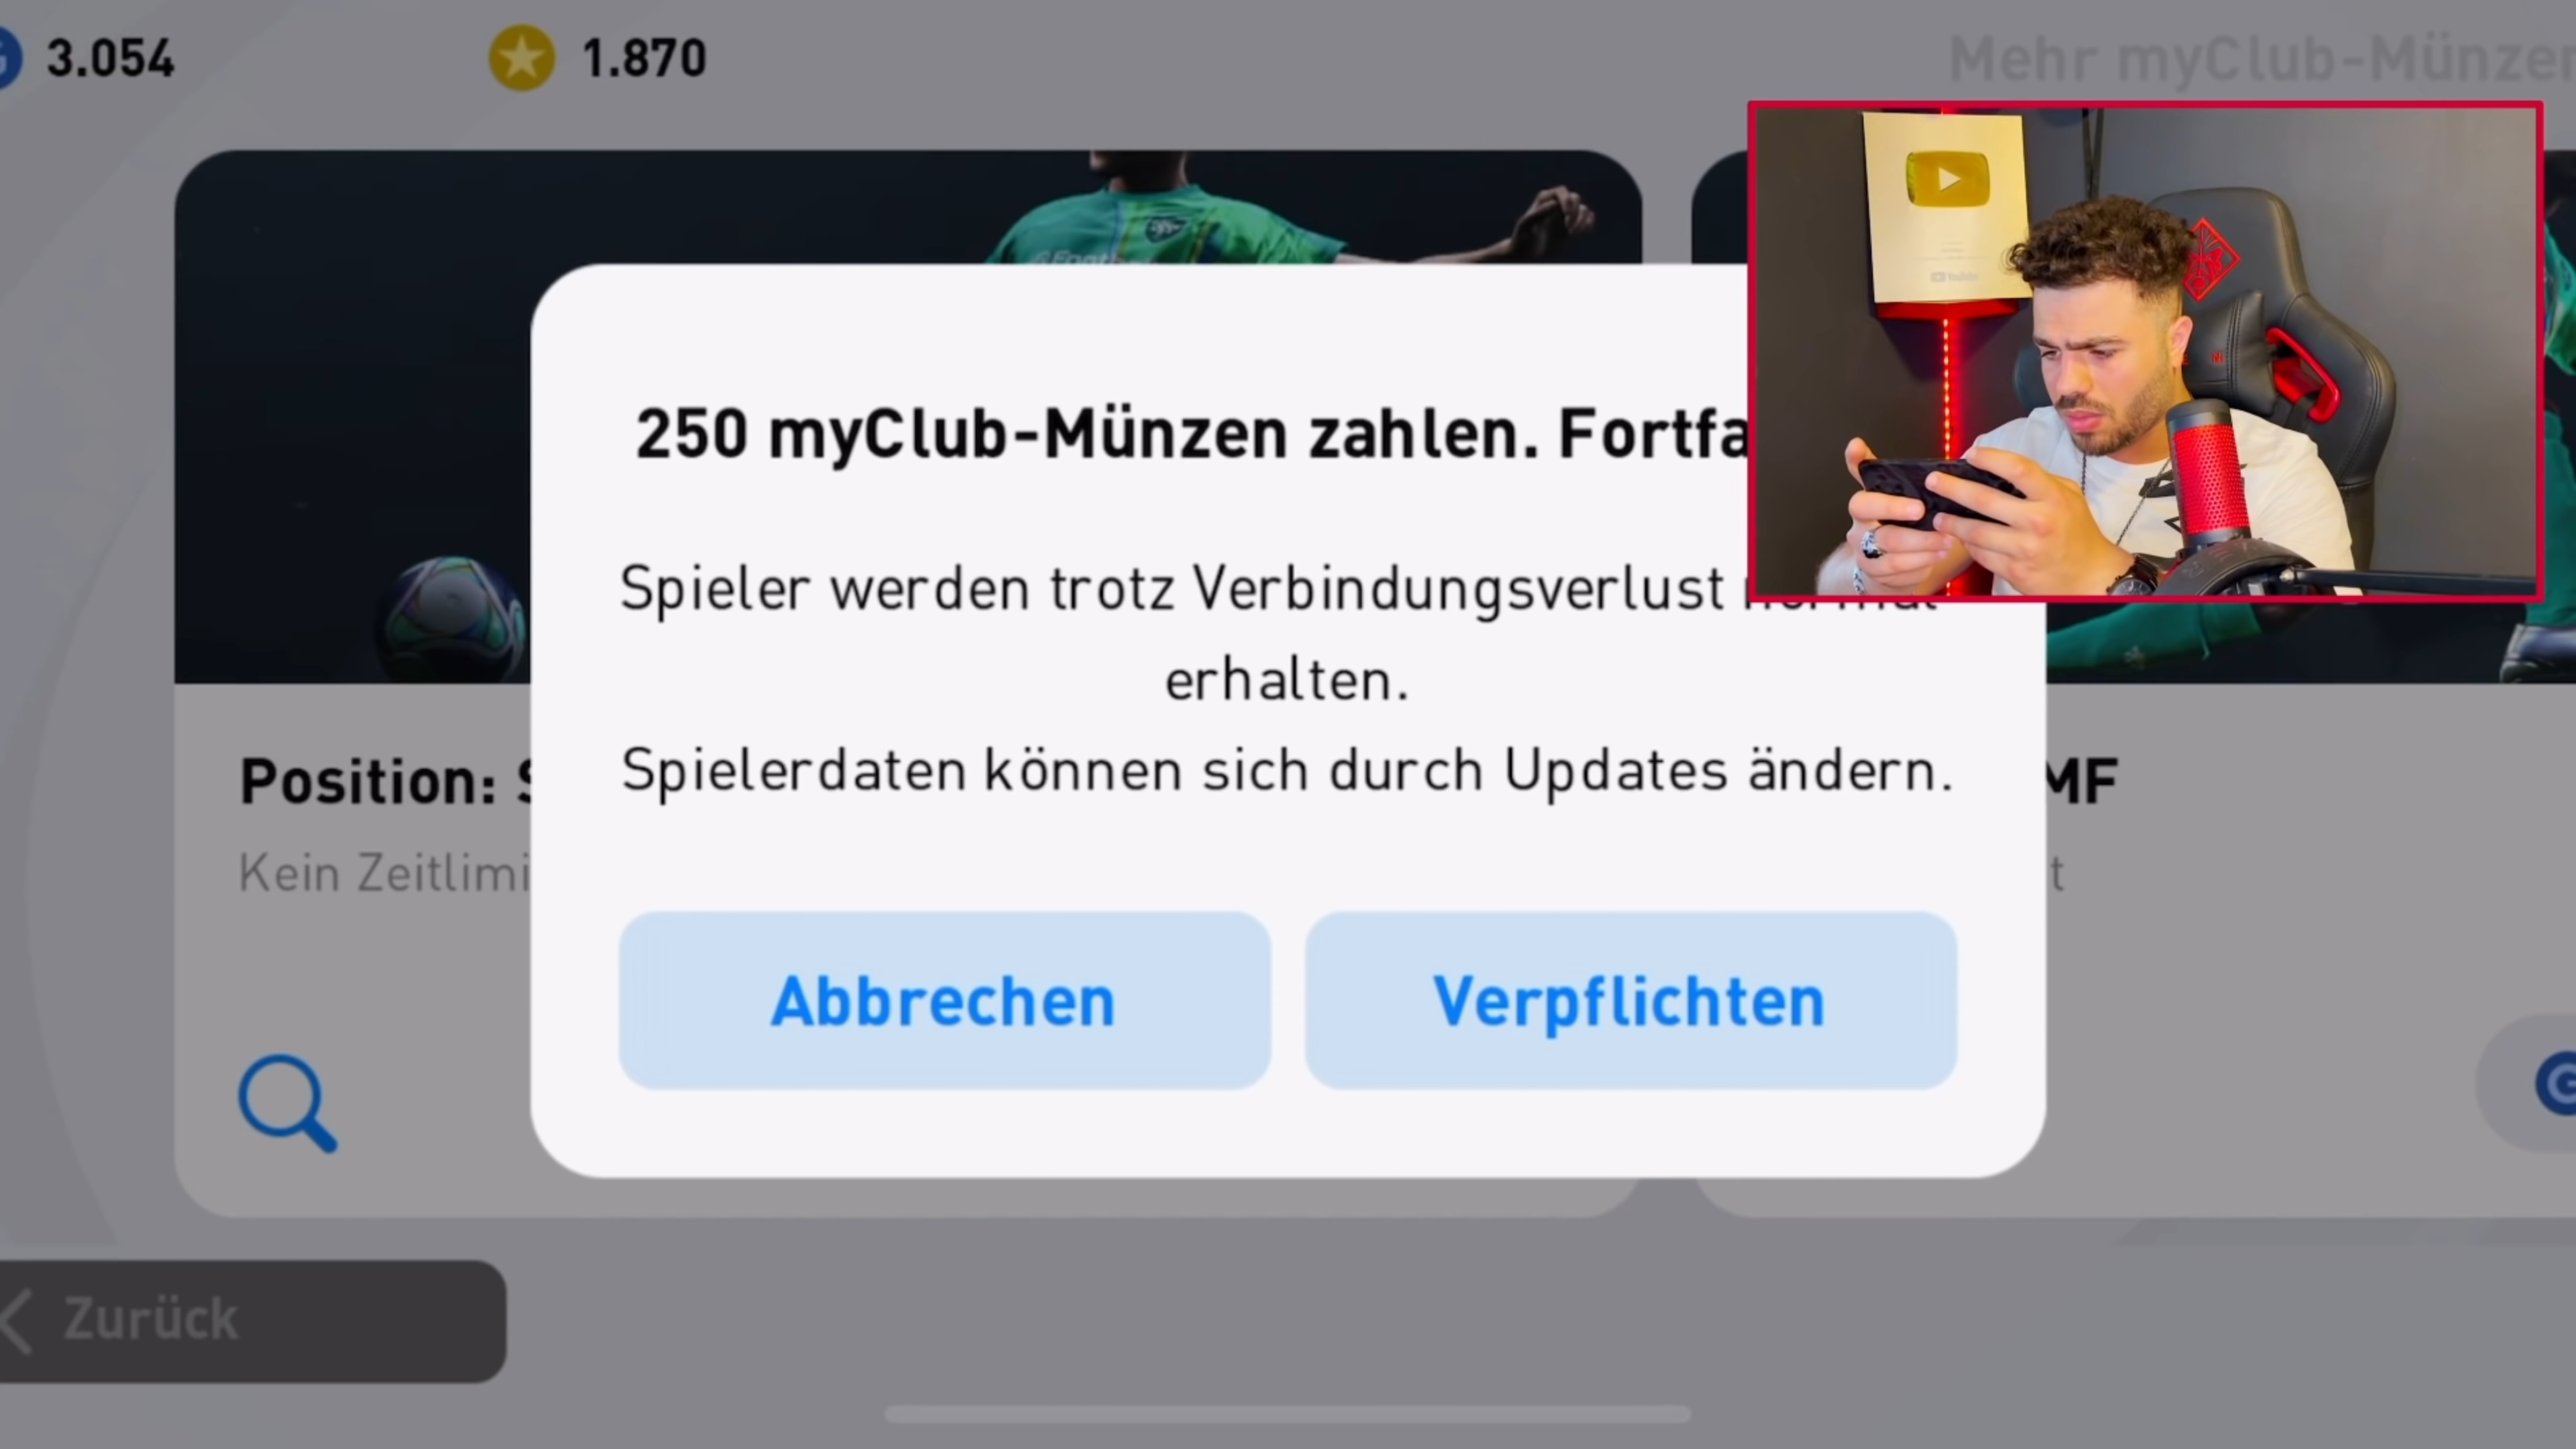 3.054
1.870
Mehr myClub-Münzen
250 myClub-Münzen zahlen. Fortfa
Spieler werden trotz Verbindungsverlust normal
erhalten.
Spielerdaten können sich durch Updates ändern.
Position: S
MF
Kein Zeitlimi
t
Abbrechen
Verpflichten
Zurück